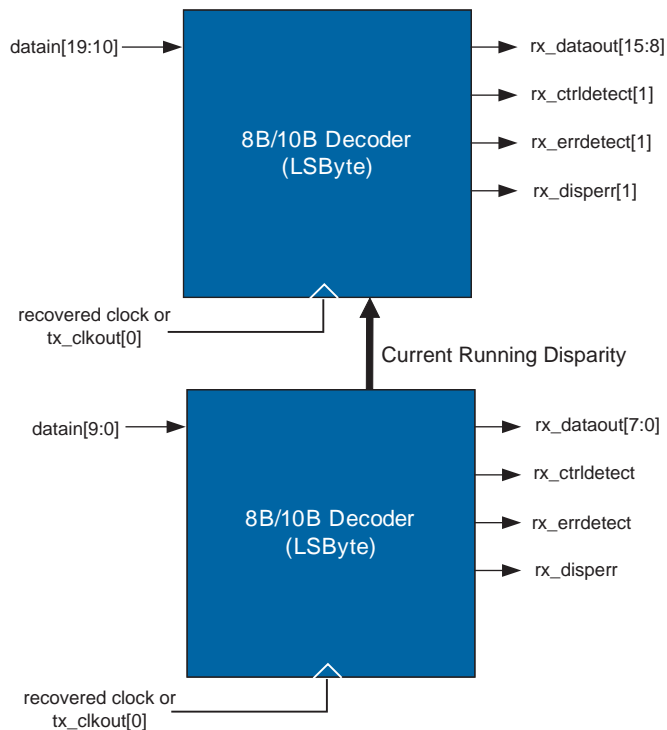 datain[19:10]
rx_dataout[15:8]
rx_ctrldetect[1]
8B/10B Decoder
(LSByte)
rx_errdetect[1]
rx_disperr[1]
recovered clock or
tx_clkout[0]
Current Running Disparity
datain[9:0]
rx_dataout[7:0]
rx_ctrldetect
8B/10B Decoder
(LSByte)
rx_errdetect
rx_disperr
recovered clock or
tx_clkout[0]